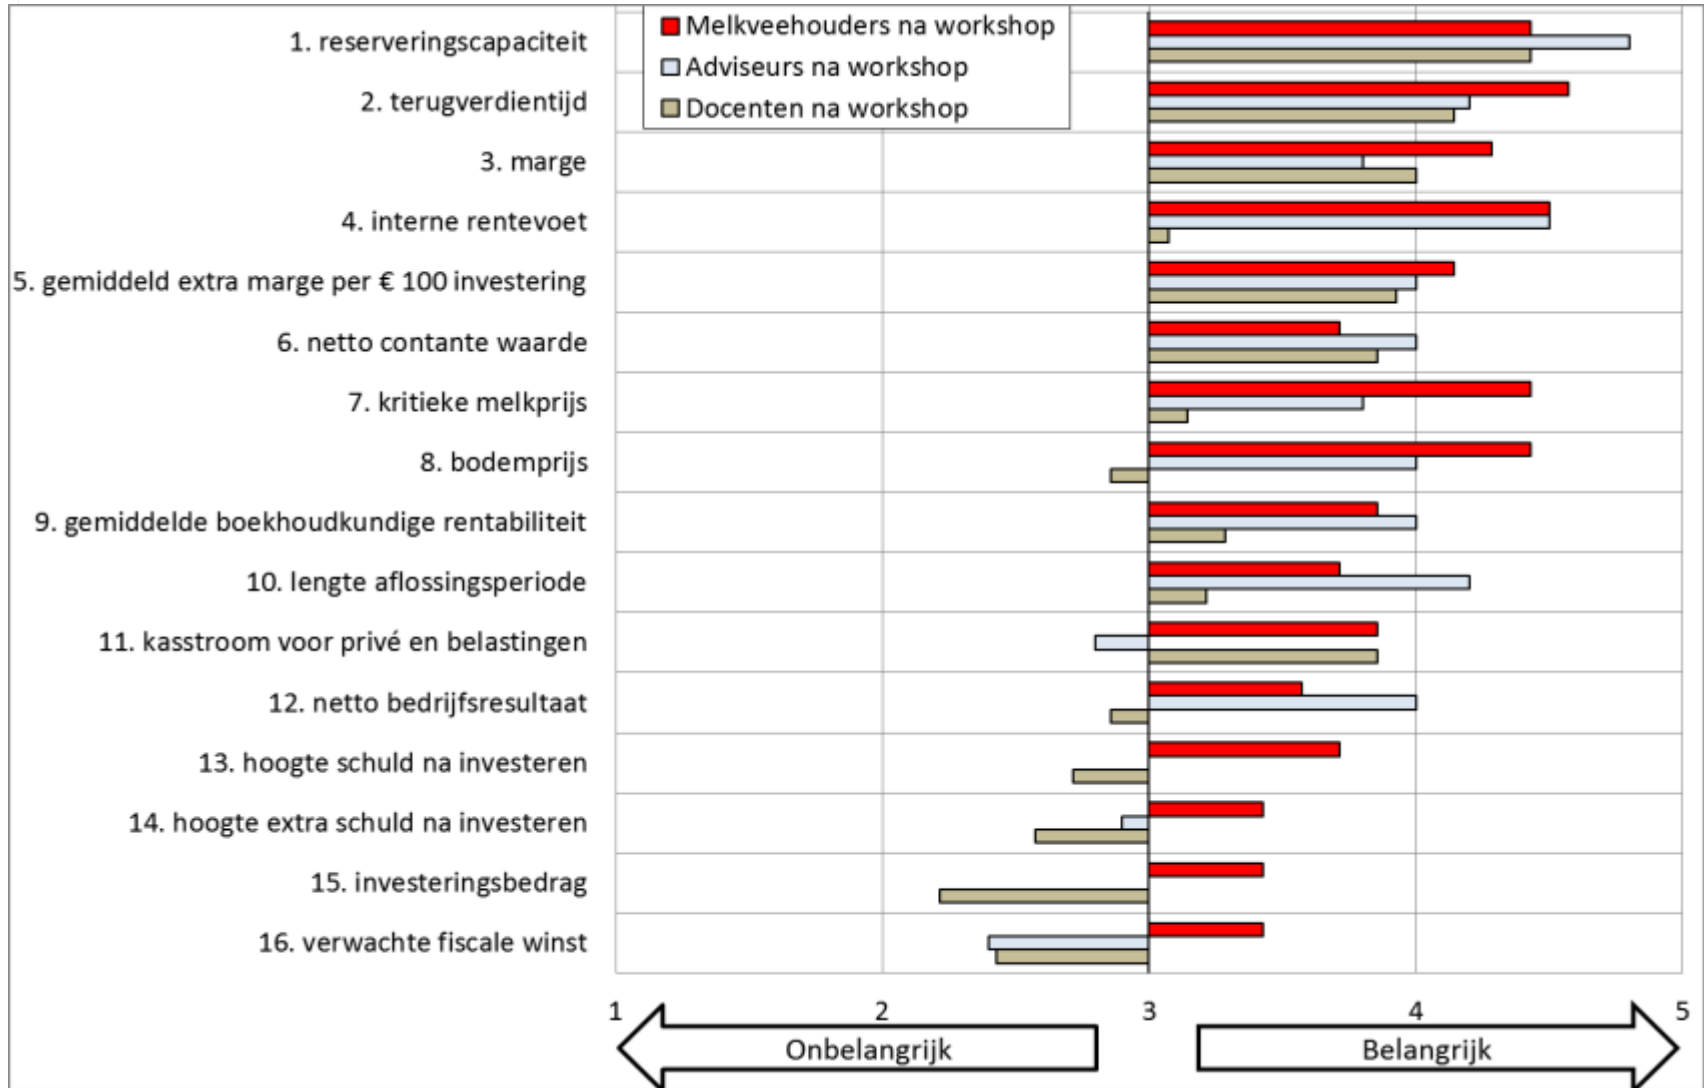 Melkveehouders na workshop
Adviseurs na workshop
Docenten na workshop
1. reserveringscapaciteit
2. terugverdientijd
3. marge
4. interne rentevoet
5. gemiddeld extra marge per € 100 investering
6. netto contante waarde
7. kritieke melkprijs
8. bodemprijs
9. gemiddelde boekhoudkundige rentabiliteit
10. lengte aflossingsperiode
11. kasstroom voor privé en belastingen
12. netto bedrijfsresultaat
13. hoogte schuld na investeren
14. hoogte extra schuld na investeren
15. investeringsbedrag
16. verwachte fiscale winst
1 2 3 4 5
Onbelangrijk Belangrijk